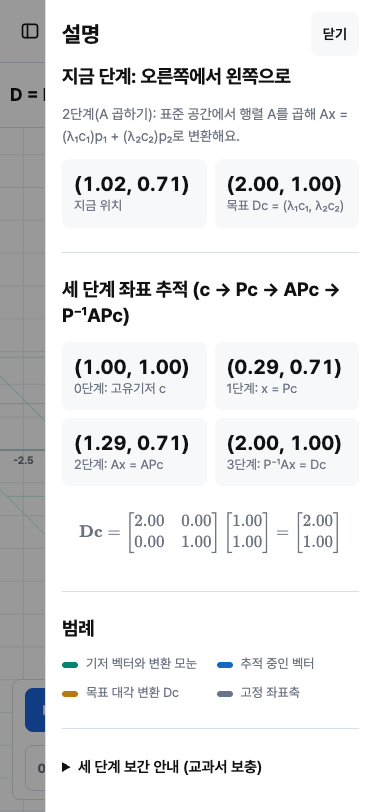 설명
닫기
D =
지금 단계: 오른쪽에서 왼쪽으로
2단계(A 곱하기): 표준 공간에서 행렬 A를 곱해 Ax =
(λ₁c₁)p₁ + (λ₂c₂)p₂로 변환해요.
(1.02, 0.71)
지금 위치
(2.00, 1.00)
목표 Dc = (λ₁c₁, λ₂c₂)
세 단계 좌표 추적 (c → Pc → APc →
P⁻¹APc)
(1.00, 1.00)
0단계: 고유기저 c
(0.29, 0.71)
1단계: x = Pc
(1.29, 0.71)
2단계: Ax = APc
(2.00, 1.00)
3단계: P⁻¹Ax = Dc
-2.5
Dc = [2.00 0.00] [1.00] = [2.00]
[0.00 1.00] [1.00] [1.00]
범례
기저 벡터와 변환 모눈
추적 중인 벡터
목표 대각 변환 Dc
고정 좌표축
▶ 세 단계 보간 안내 (교과서 보충)